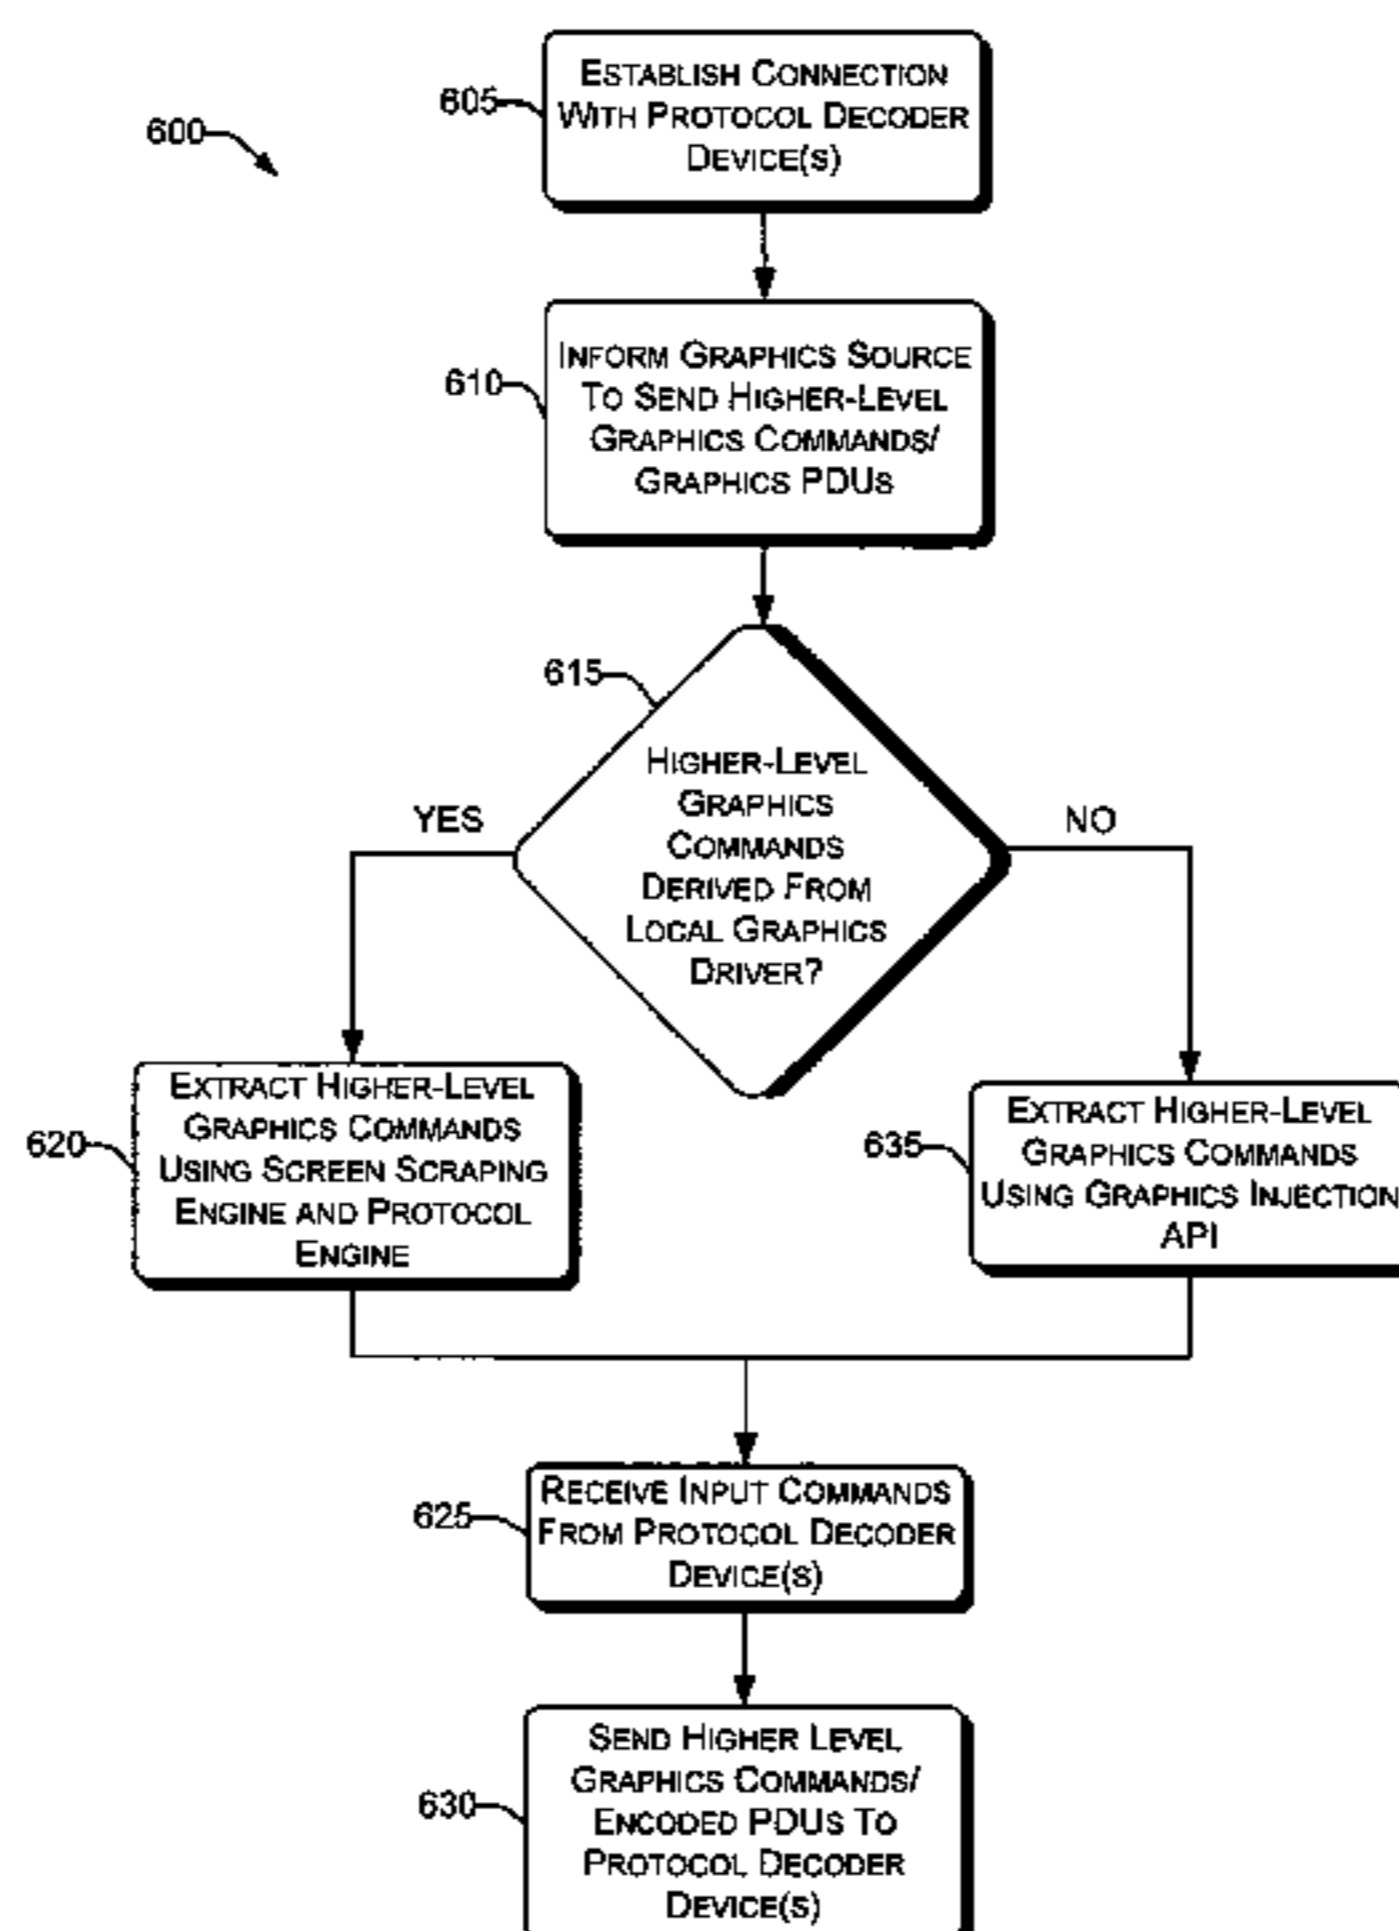 600
605
ESTABLISH CONNECTION
WITH PROTOCOL DECODER
DEVICE(S)
610
INFORM GRAPHICS SOURCE
TO SEND HIGHER-LEVEL
GRAPHICS COMMANDS/
GRAPHICS PDUS
615
HIGHER-LEVEL
GRAPHICS
COMMANDS
DERIVED FROM
LOCAL GRAPHICS
DRIVER?
YES
NO
620
EXTRACT HIGHER-LEVEL
GRAPHICS COMMANDS
USING SCREEN SCRAPING
ENGINE AND PROTOCOL
ENGINE
635
EXTRACT HIGHER-LEVEL
GRAPHICS COMMANDS
USING GRAPHICS INJECTION
API
625
RECEIVE INPUT COMMANDS
FROM PROTOCOL DECODER
DEVICE(S)
630
SEND HIGHER LEVEL
GRAPHICS COMMANDS/
ENCODED PDUS TO
PROTOCOL DECODER
DEVICE(S)